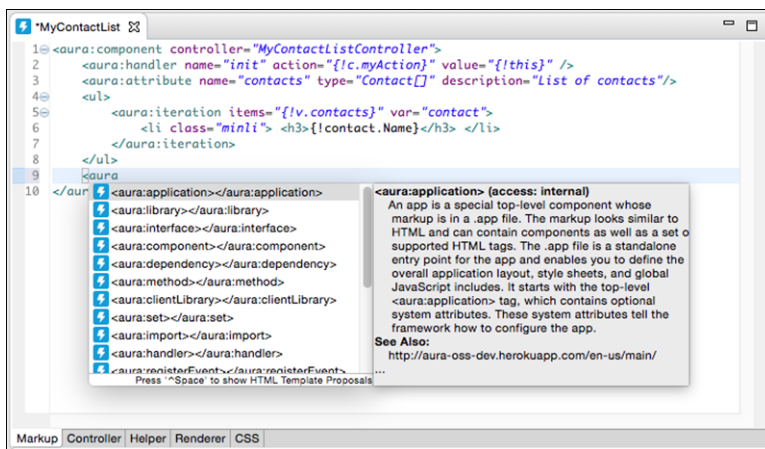 *MyContactList
1 <aura:component controller="MyContactListController">
2 <aura:handler name="init" action="{!c.myAction}" value="{!this}" />
3 <aura:attribute name="contacts" type="Contact[]" description="List of contacts"/>
4 <ul>
5 <aura:iteration items="{!v.contacts}" var="contact">
6 <li class="minli"> <h3>{!contact.Name}</h3> </li>
7 </aura:iteration>
8 </ul>
9 <aura
10 </aur
<aura:application></aura:application>
<aura:library></aura:library>
<aura:interface></aura:interface>
<aura:component></aura:component>
<aura:dependency></aura:dependency>
<aura:method></aura:method>
<aura:clientLibrary></aura:clientLibrary>
<aura:set></aura:set>
<aura:import></aura:import>
<aura:handler></aura:handler>
<aura:registerEvent></aura:registerEvent>
Press '^Space' to show HTML Template Proposals
<aura:application> (access: internal)
An app is a special top-level component whose
markup is in a .app file. The markup looks similar to
HTML and can contain components as well as a set o
supported HTML tags. The .app file is a standalone
entry point for the app and enables you to define the
overall application layout, style sheets, and global
JavaScript includes. It starts with the top-level
<aura:application> tag, which contains optional
system attributes. These system attributes tell the
framework how to configure the app.
See Also:
http://aura-oss-dev.herokuapp.com/en-us/main/
...
Markup Controller Helper Renderer CSS